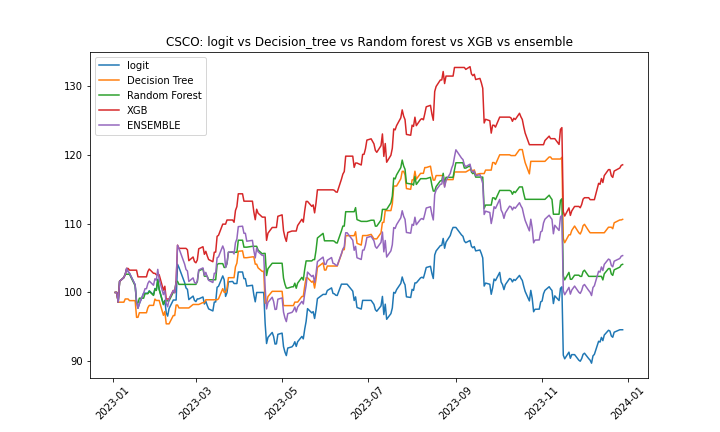 CSCO: logit vs Decision_tree vs Random forest vs XGB vs ensemble
logit
Decision Tree
Random Forest
XGB
ENSEMBLE
130
120
110
100
90
2023-01
2023-03
2023-05
2023-07
2023-09
2023-11
2024-01